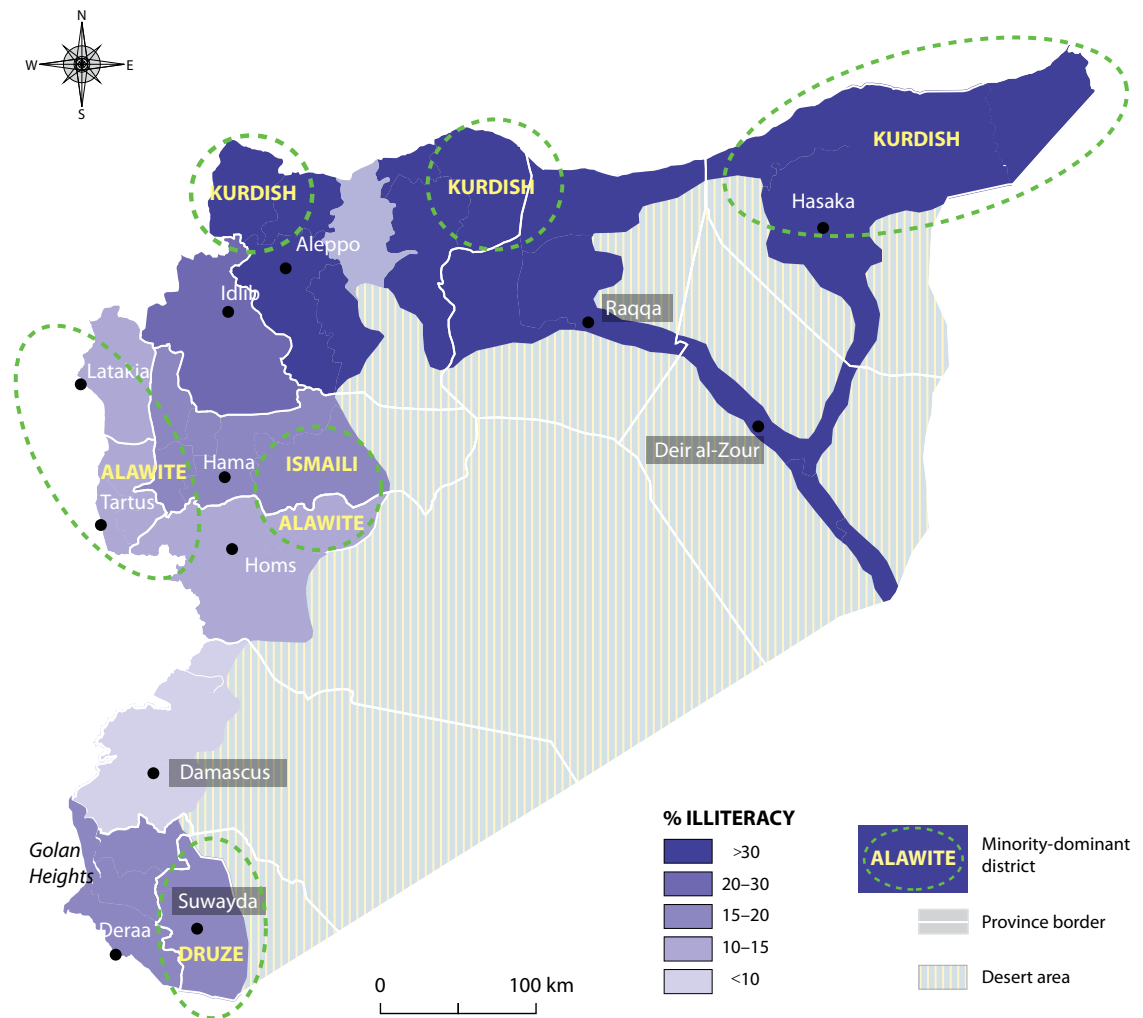 N
W
E
S
KURDISH
KURDISH
KURDISH
Hasaka
Aleppo
Idlib
Raqqa
Latakia
Deir al-Zour
ALAWITE
Hama
ISMAILI
Tartus
ALAWITE
Homs
Damascus
Golan
Heights
Suwayda
Deraa
DRUZE
0
100 km
% ILLITERACY
>30
20–30
15–20
10–15
<10
ALAWITE
Minority-dominant
district
Province border
Desert area